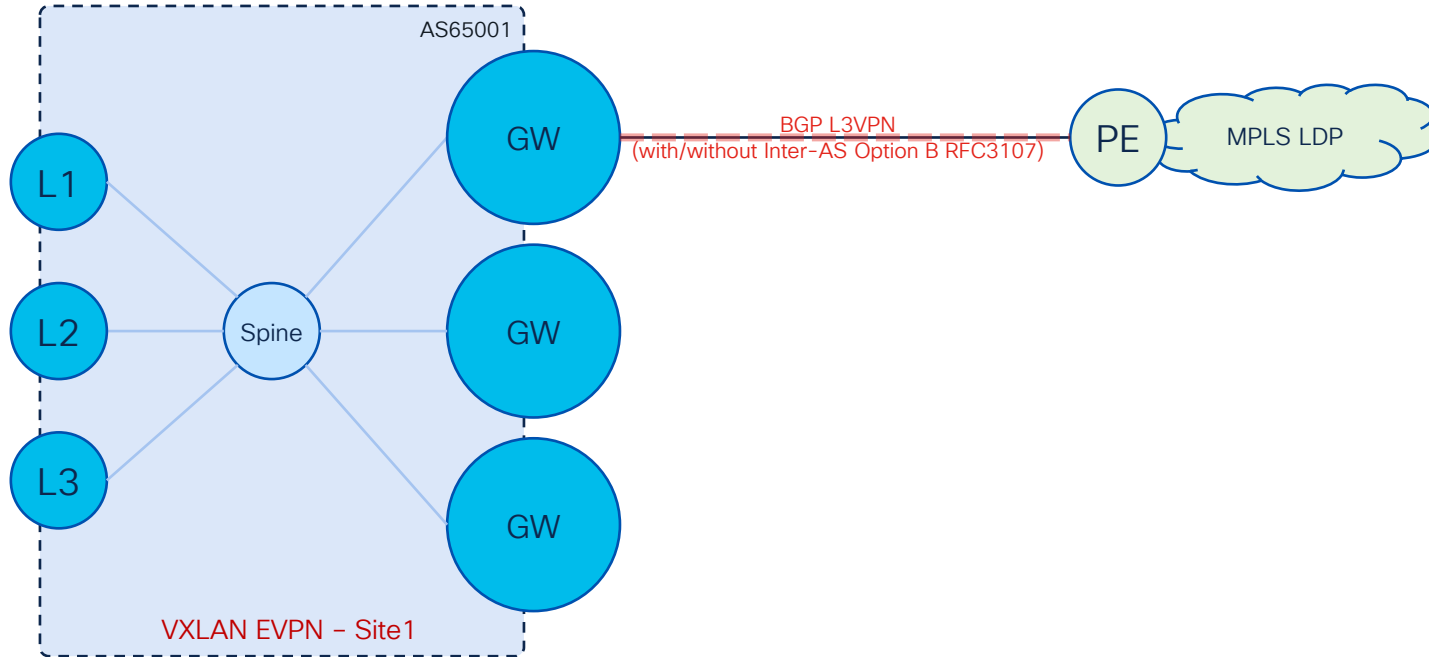 AS65001
GW
BGP L3VPN
(with/without Inter-AS Option B RFC3107)
PE
MPLS LDP
L1
L2
Spine
GW
L3
GW
VXLAN EVPN – Site1